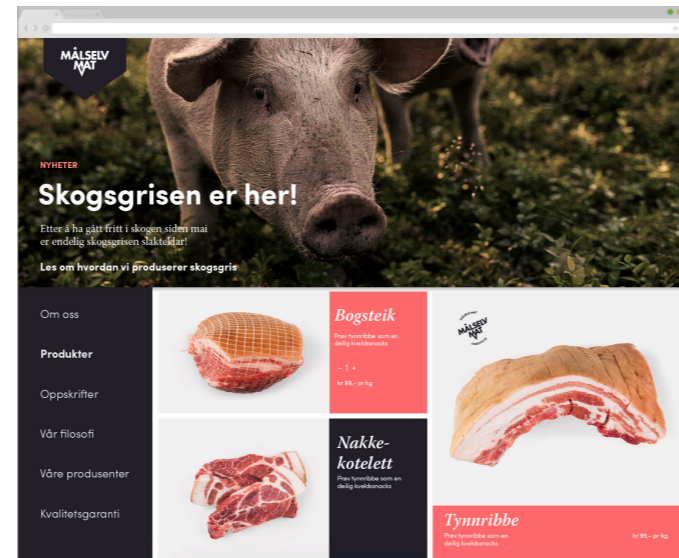 MÅLSELV
MAT
NYHETER
Skogsgrisen er her!
Etter å ha gått fritt i skogen siden mai
er endelig skogsgrisen slakteklar!
Les om hvordan vi produserer skogsgris
Om oss
Produkter
Oppskrifter
Vår filosofi
Våre produsenter
Kvalitetsgaranti
Bogsteik
Prøv tynnribbe som en
deilig kveldssnacks
- 1 +
kr 99,- pr kg
Nakke-
kotelett
Prøv tynnribbe som en
deilig kveldssnacks
MÅLSELV
MAT
Tynnribbe
Prøv tynnribbe som en
deilig kveldssnacks
kr 99,- pr kg